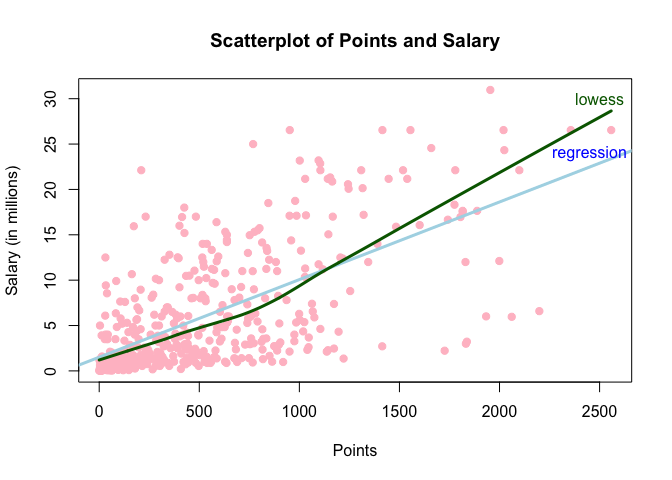 Scatterplot of Points and Salary
Salary (in millions)
30
25
20
15
10
5
0
lowess
regression
0 500 1000 1500 2000 2500
Points